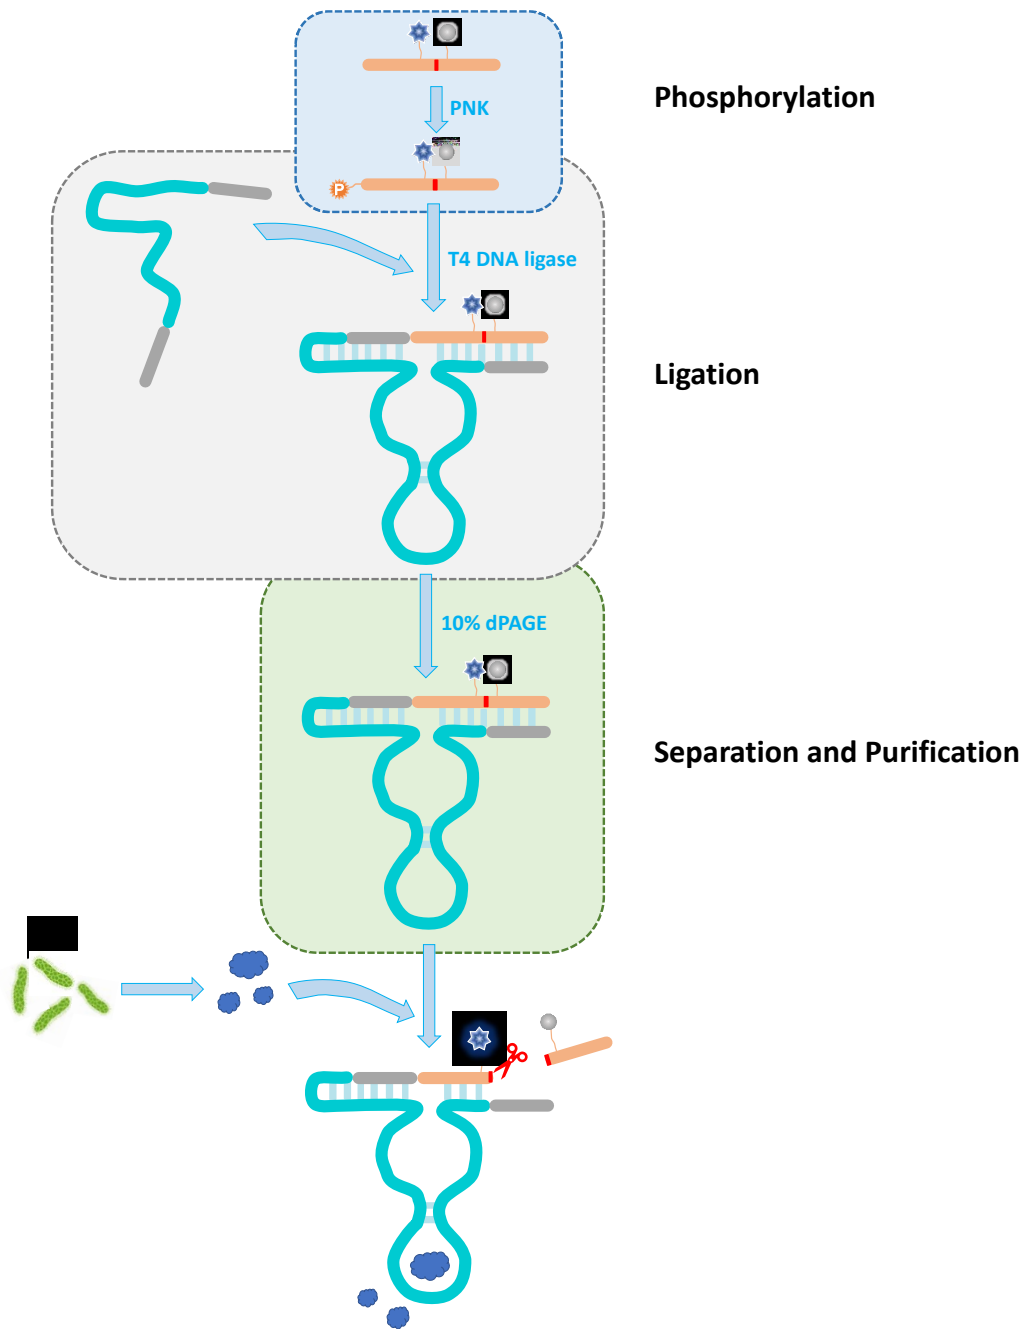 Phosphorylation
PNK
P
T4 DNA ligase
Ligation
10% dPAGE
Separation and Purification